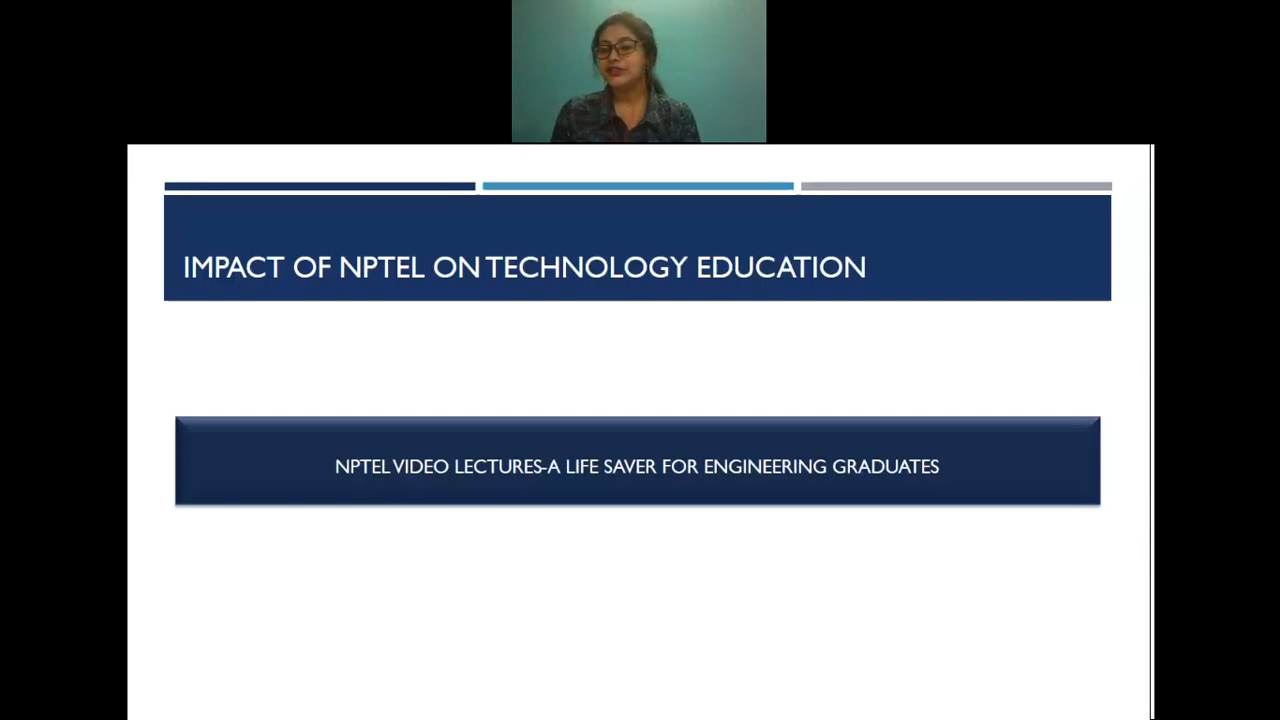 IMPACT OF NPTEL ON TECHNOLOGY EDUCATION
NPTEL VIDEO LECTURES-A LIFE SAVER FOR ENGINEERING GRADUATES